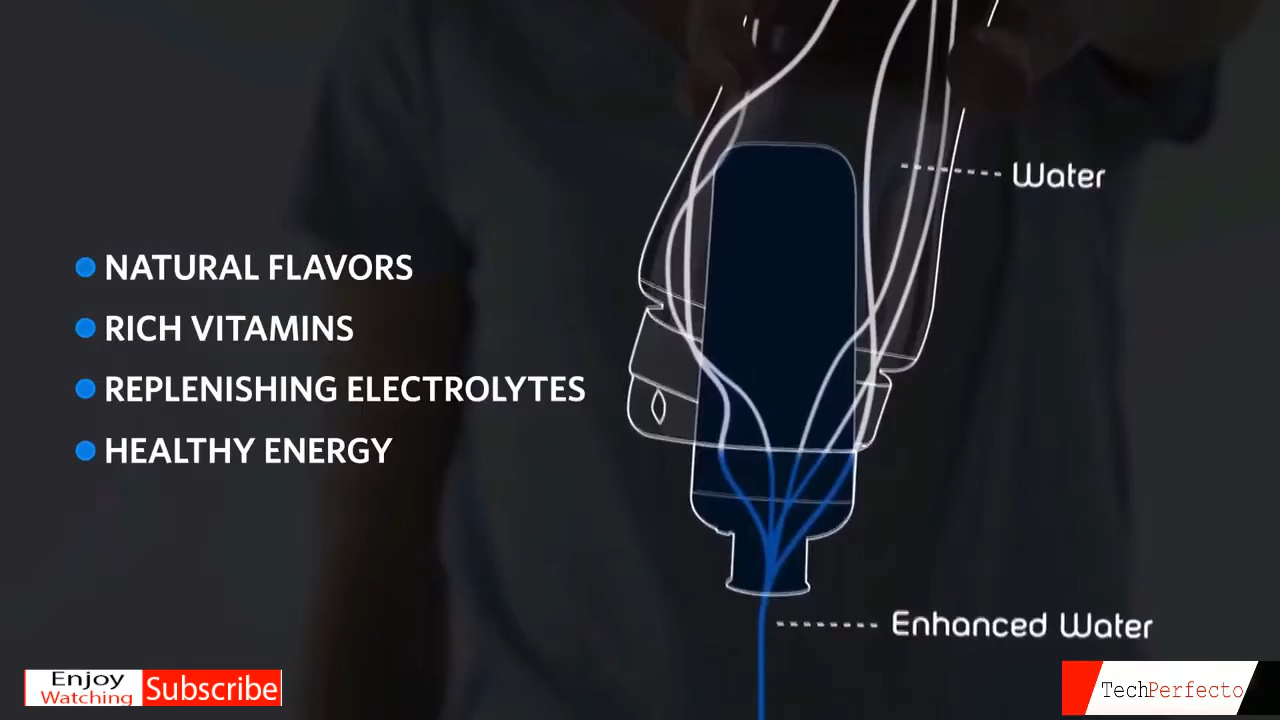 Water
NATURAL FLAVORS
RICH VITAMINS
REPLENISHING ELECTROLYTES
HEALTHY ENERGY
Enhanced Water
Enjoy
Watching
Subscribe
TechPerfecto